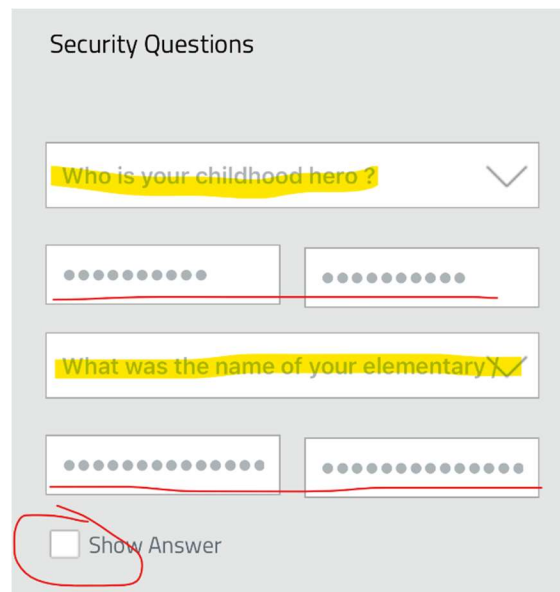 Security Questions
Who is your childhood hero ?
••••••••••  ••••••••••
What was the name of your elementary /
••••••••••••••  ••••••••••••••
Show Answer